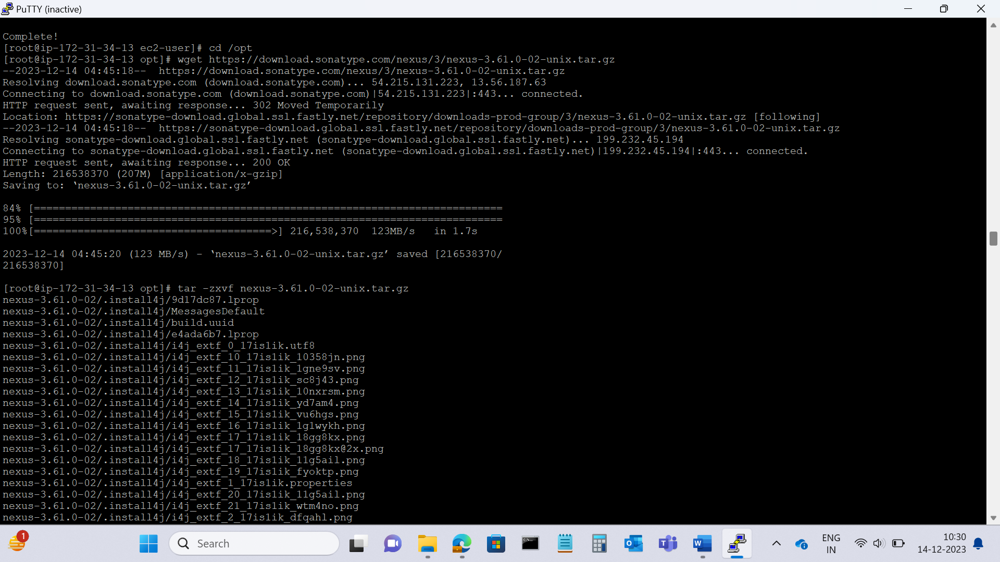 PuTTY (inactive)
Complete!
[root@ip-172-31-34-13 ec2-user]# cd /opt
[root@ip-172-31-34-13 opt]# wget https://download.sonatype.com/nexus/3/nexus-3.61.0-02-unix.tar.gz
--2023-12-14 04:45:18--  https://download.sonatype.com/nexus/3/nexus-3.61.0-02-unix.tar.gz
Resolving download.sonatype.com (download.sonatype.com)... 54.215.131.223, 13.56.187.63
Connecting to download.sonatype.com (download.sonatype.com)|54.215.131.223|:443... connected.
HTTP request sent, awaiting response... 302 Moved Temporarily
Location: https://sonatype-download.global.ssl.fastly.net/repository/downloads-prod-group/3/nexus-3.61.0-02-unix.tar.gz [following]
--2023-12-14 04:45:18--  https://sonatype-download.global.ssl.fastly.net/repository/downloads-prod-group/3/nexus-3.61.0-02-unix.tar.gz
Resolving sonatype-download.global.ssl.fastly.net (sonatype-download.global.ssl.fastly.net)... 199.232.45.194
Connecting to sonatype-download.global.ssl.fastly.net (sonatype-download.global.ssl.fastly.net)|199.232.45.194|:443... connected.
HTTP request sent, awaiting response... 200 OK
Length: 216538370 (207M) [application/x-gzip]
Saving to: ‘nexus-3.61.0-02-unix.tar.gz’
84% [===========================================================================
95% [===========================================================================
100%[======================================>] 216,538,370  123MB/s   in 1.7s
2023-12-14 04:45:20 (123 MB/s) - ‘nexus-3.61.0-02-unix.tar.gz’ saved [216538370/
216538370]
[root@ip-172-31-34-13 opt]# tar -zxvf nexus-3.61.0-02-unix.tar.gz
nexus-3.61.0-02/.install4j/9d17dc87.lprop
nexus-3.61.0-02/.install4j/MessagesDefault
nexus-3.61.0-02/.install4j/build.uuid
nexus-3.61.0-02/.install4j/e4ada6b7.lprop
nexus-3.61.0-02/.install4j/i4j_extf_0_17is1ik.utf8
nexus-3.61.0-02/.install4j/i4j_extf_10_17is1ik_10358jn.png
nexus-3.61.0-02/.install4j/i4j_extf_11_17is1ik_1gne9sv.png
nexus-3.61.0-02/.install4j/i4j_extf_12_17is1ik_sc8j43.png
nexus-3.61.0-02/.install4j/i4j_extf_13_17is1ik_10nxrsm.png
nexus-3.61.0-02/.install4j/i4j_extf_14_17is1ik_yd7am4.png
nexus-3.61.0-02/.install4j/i4j_extf_15_17is1ik_vu6hgs.png
nexus-3.61.0-02/.install4j/i4j_extf_16_17is1ik_1g1wykh.png
nexus-3.61.0-02/.install4j/i4j_extf_17_17is1ik_18gg8kx.png
nexus-3.61.0-02/.install4j/i4j_extf_17_17is1ik_18gg8kx@2x.png
nexus-3.61.0-02/.install4j/i4j_extf_18_17is1ik_11g5ail.png
nexus-3.61.0-02/.install4j/i4j_extf_19_17is1ik_fyoktp.png
nexus-3.61.0-02/.install4j/i4j_extf_1_17is1ik.properties
nexus-3.61.0-02/.install4j/i4j_extf_20_17is1ik_11g5ail.png
nexus-3.61.0-02/.install4j/i4j_extf_21_17is1ik_wtm4no.png
nexus-3.61.0-02/.install4j/i4j_extf_2_17is1ik_dfqahl.png
1
Search
ENG
IN
10:30
14-12-2023